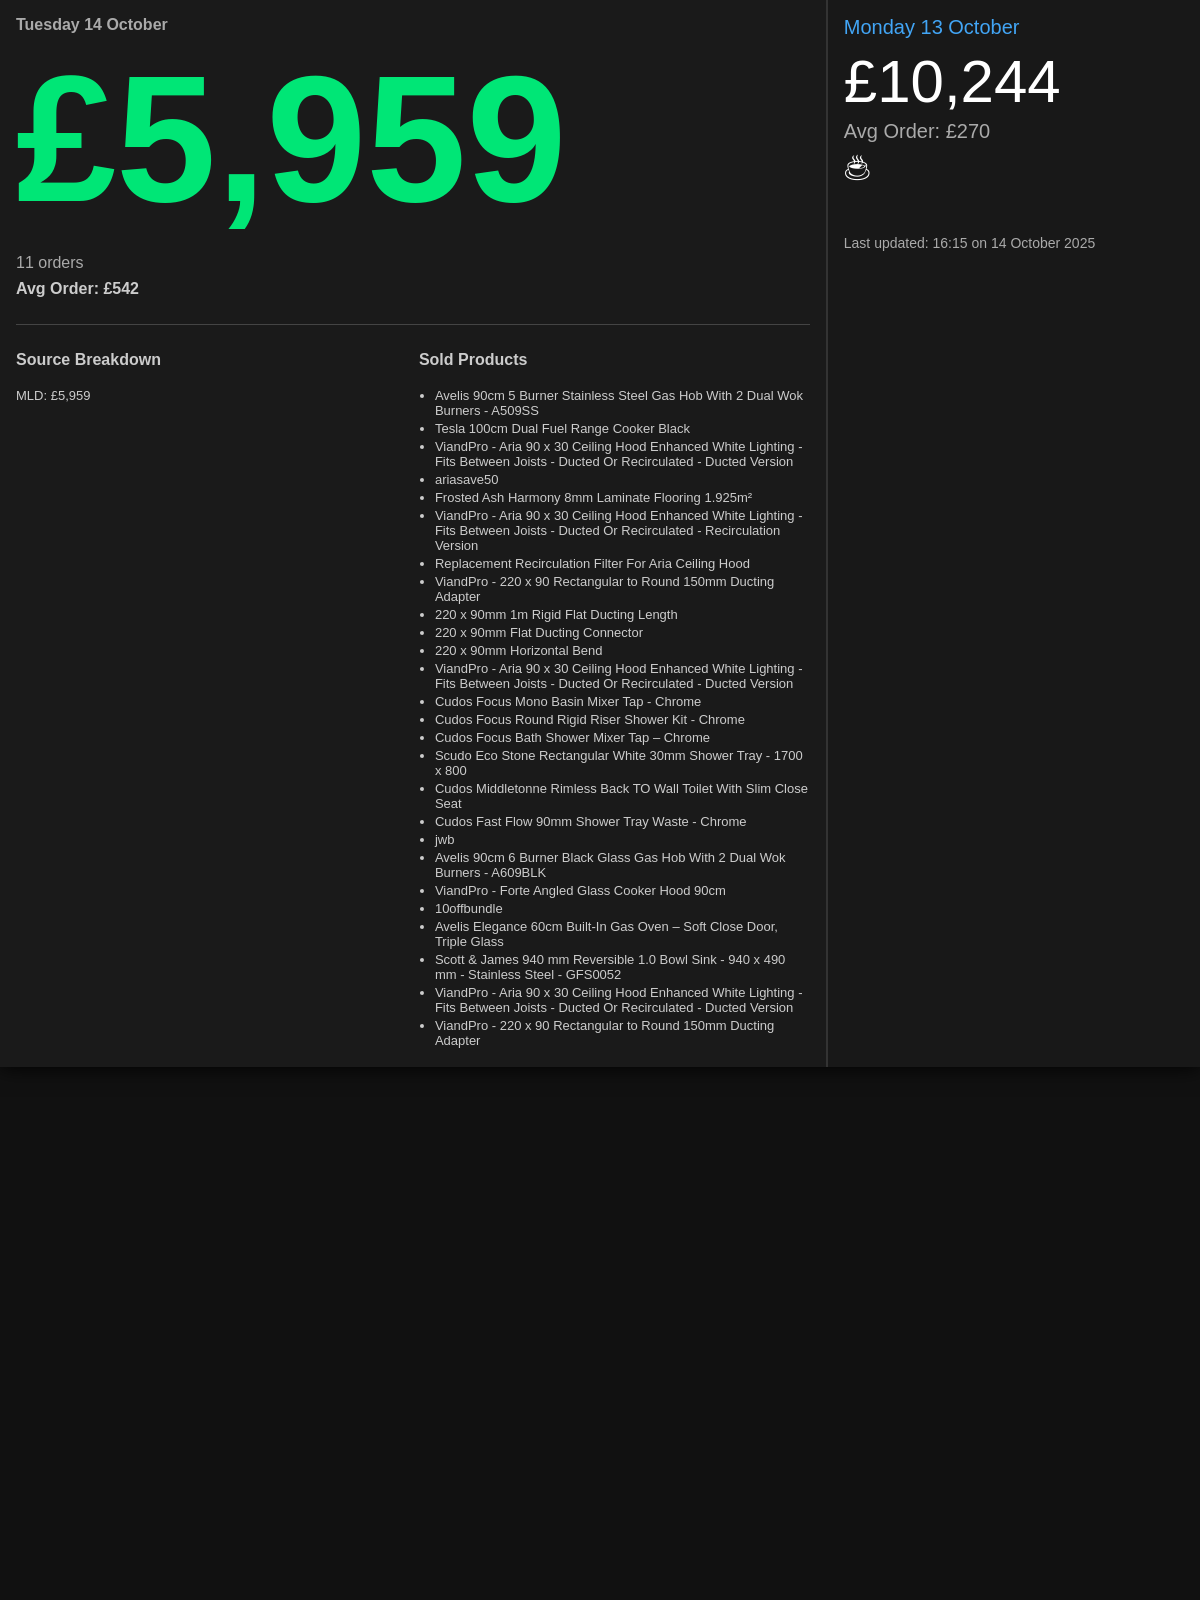 Tuesday 14 October
£5,959
11 orders
Avg Order: £542
Source Breakdown
MLD: £5,959
Sold Products
• Avelis 90cm 5 Burner Stainless Steel Gas Hob With 2 Dual Wok
Burners - A509SS
• Tesla 100cm Dual Fuel Range Cooker Black
• ViandPro - Aria 90 x 30 Ceiling Hood Enhanced White Lighting -
Fits Between Joists - Ducted Or Recirculated - Ducted Version
• ariasave50
• Frosted Ash Harmony 8mm Laminate Flooring 1.925m²
• ViandPro - Aria 90 x 30 Ceiling Hood Enhanced White Lighting -
Fits Between Joists - Ducted Or Recirculated - Recirculation
Version
• Replacement Recirculation Filter For Aria Ceiling Hood
• ViandPro - 220 x 90 Rectangular to Round 150mm Ducting
Adapter
• 220 x 90mm 1m Rigid Flat Ducting Length
• 220 x 90mm Flat Ducting Connector
• 220 x 90mm Horizontal Bend
• ViandPro - Aria 90 x 30 Ceiling Hood Enhanced White Lighting -
Fits Between Joists - Ducted Or Recirculated - Ducted Version
• Cudos Focus Mono Basin Mixer Tap - Chrome
• Cudos Focus Round Rigid Riser Shower Kit - Chrome
• Cudos Focus Bath Shower Mixer Tap – Chrome
• Scudo Eco Stone Rectangular White 30mm Shower Tray - 1700
x 800
• Cudos Middletonne Rimless Back TO Wall Toilet With Slim Close
Seat
• Cudos Fast Flow 90mm Shower Tray Waste - Chrome
• jwb
• Avelis 90cm 6 Burner Black Glass Gas Hob With 2 Dual Wok
Burners - A609BLK
• ViandPro - Forte Angled Glass Cooker Hood 90cm
• 10offbundle
• Avelis Elegance 60cm Built-In Gas Oven – Soft Close Door,
Triple Glass
• Scott & James 940 mm Reversible 1.0 Bowl Sink - 940 x 490
mm - Stainless Steel - GFS0052
• ViandPro - Aria 90 x 30 Ceiling Hood Enhanced White Lighting -
Fits Between Joists - Ducted Or Recirculated - Ducted Version
• ViandPro - 220 x 90 Rectangular to Round 150mm Ducting
Adapter
Monday 13 October
£10,244
Avg Order: £270
☕
Last updated: 16:15 on 14 October 2025